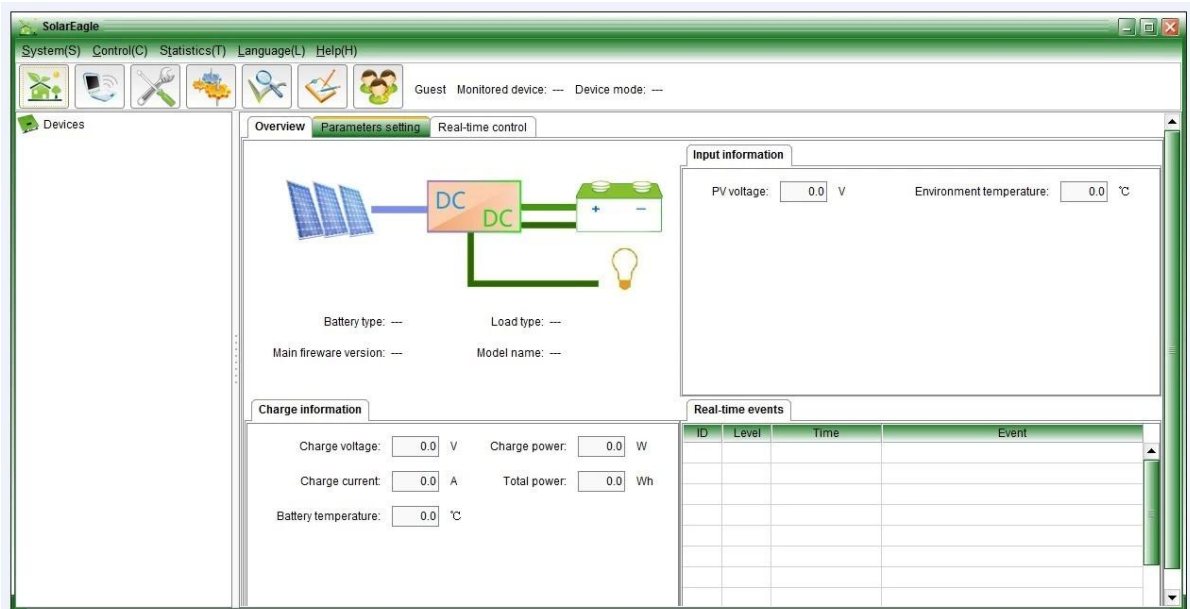 SolarEagle
System(S) Control(C) Statistics(T) Language(L) Help(H)
Guest Monitored device: --- Device mode: ---
Devices
Overview Parameters setting Real-time control
DC
DC
+ −
Battery type: --- Load type: ---
Main fireware version: --- Model name: ---
Input information
PV voltage: 0.0 V Environment temperature: 0.0 ℃
Charge information
Charge voltage: 0.0 V Charge power: 0.0 W
Charge current: 0.0 A Total power: 0.0 Wh
Battery temperature: 0.0 ℃
Real-time events
ID Level Time Event